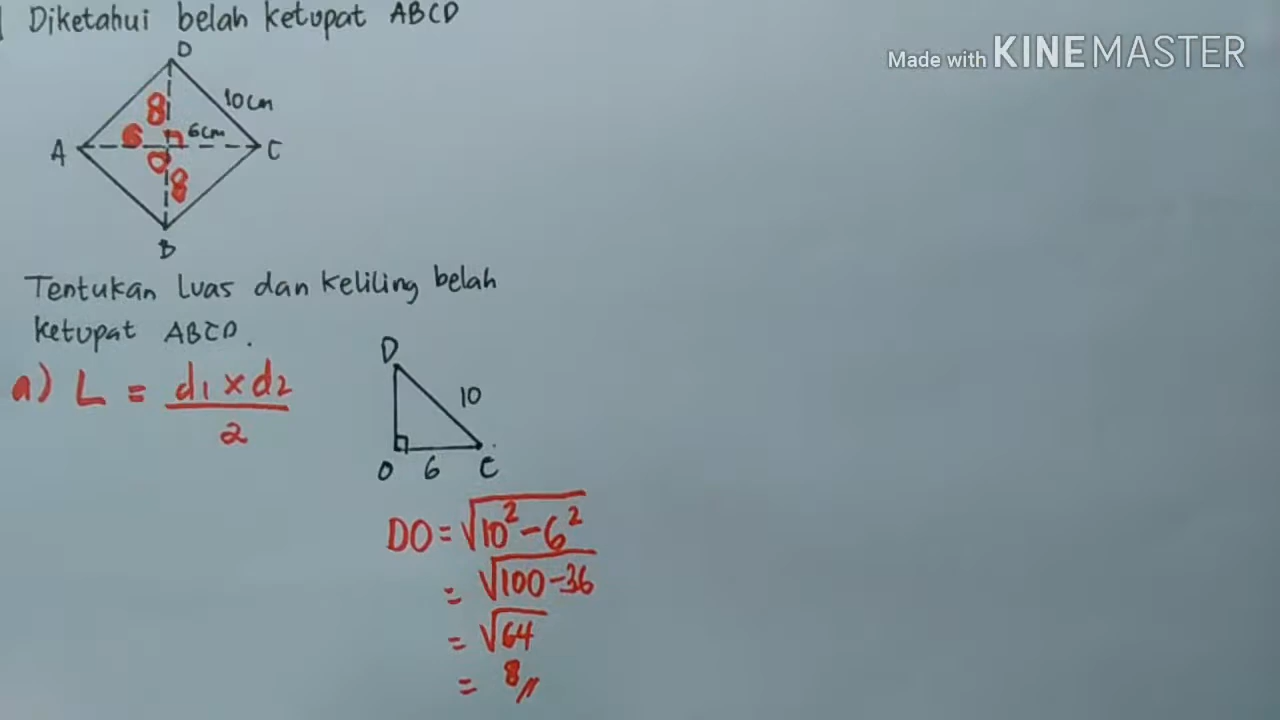 Diketahui belah ketupat ABCD
Made with KINEMASTER
D
8
10cm
6
6cm
A
C
O
8
B
Tentukan Luas dan Keliling belah
Ketupat ABCD.
a) L = d1 x d2
2
D
10
O 6 C
DO = √10² - 6²
= √100 - 36
= √64
= 8 //